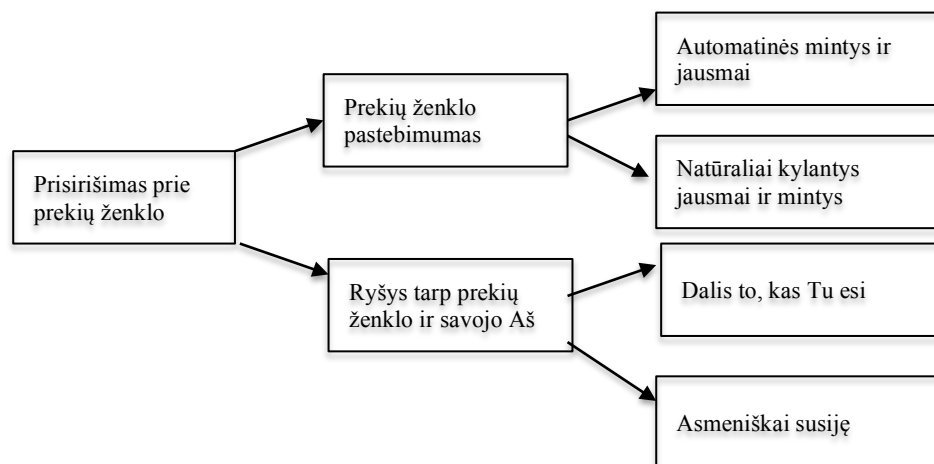 Automatinės mintys ir
jausmai
Prekių ženklo
pastebimumas
Natūraliai kylantys
jausmai ir mintys
Prisirišimas prie
prekių ženklo
Ryšys tarp prekių
ženklo ir savojo Aš
Dalis to, kas Tu esi
Asmeniškai susiję